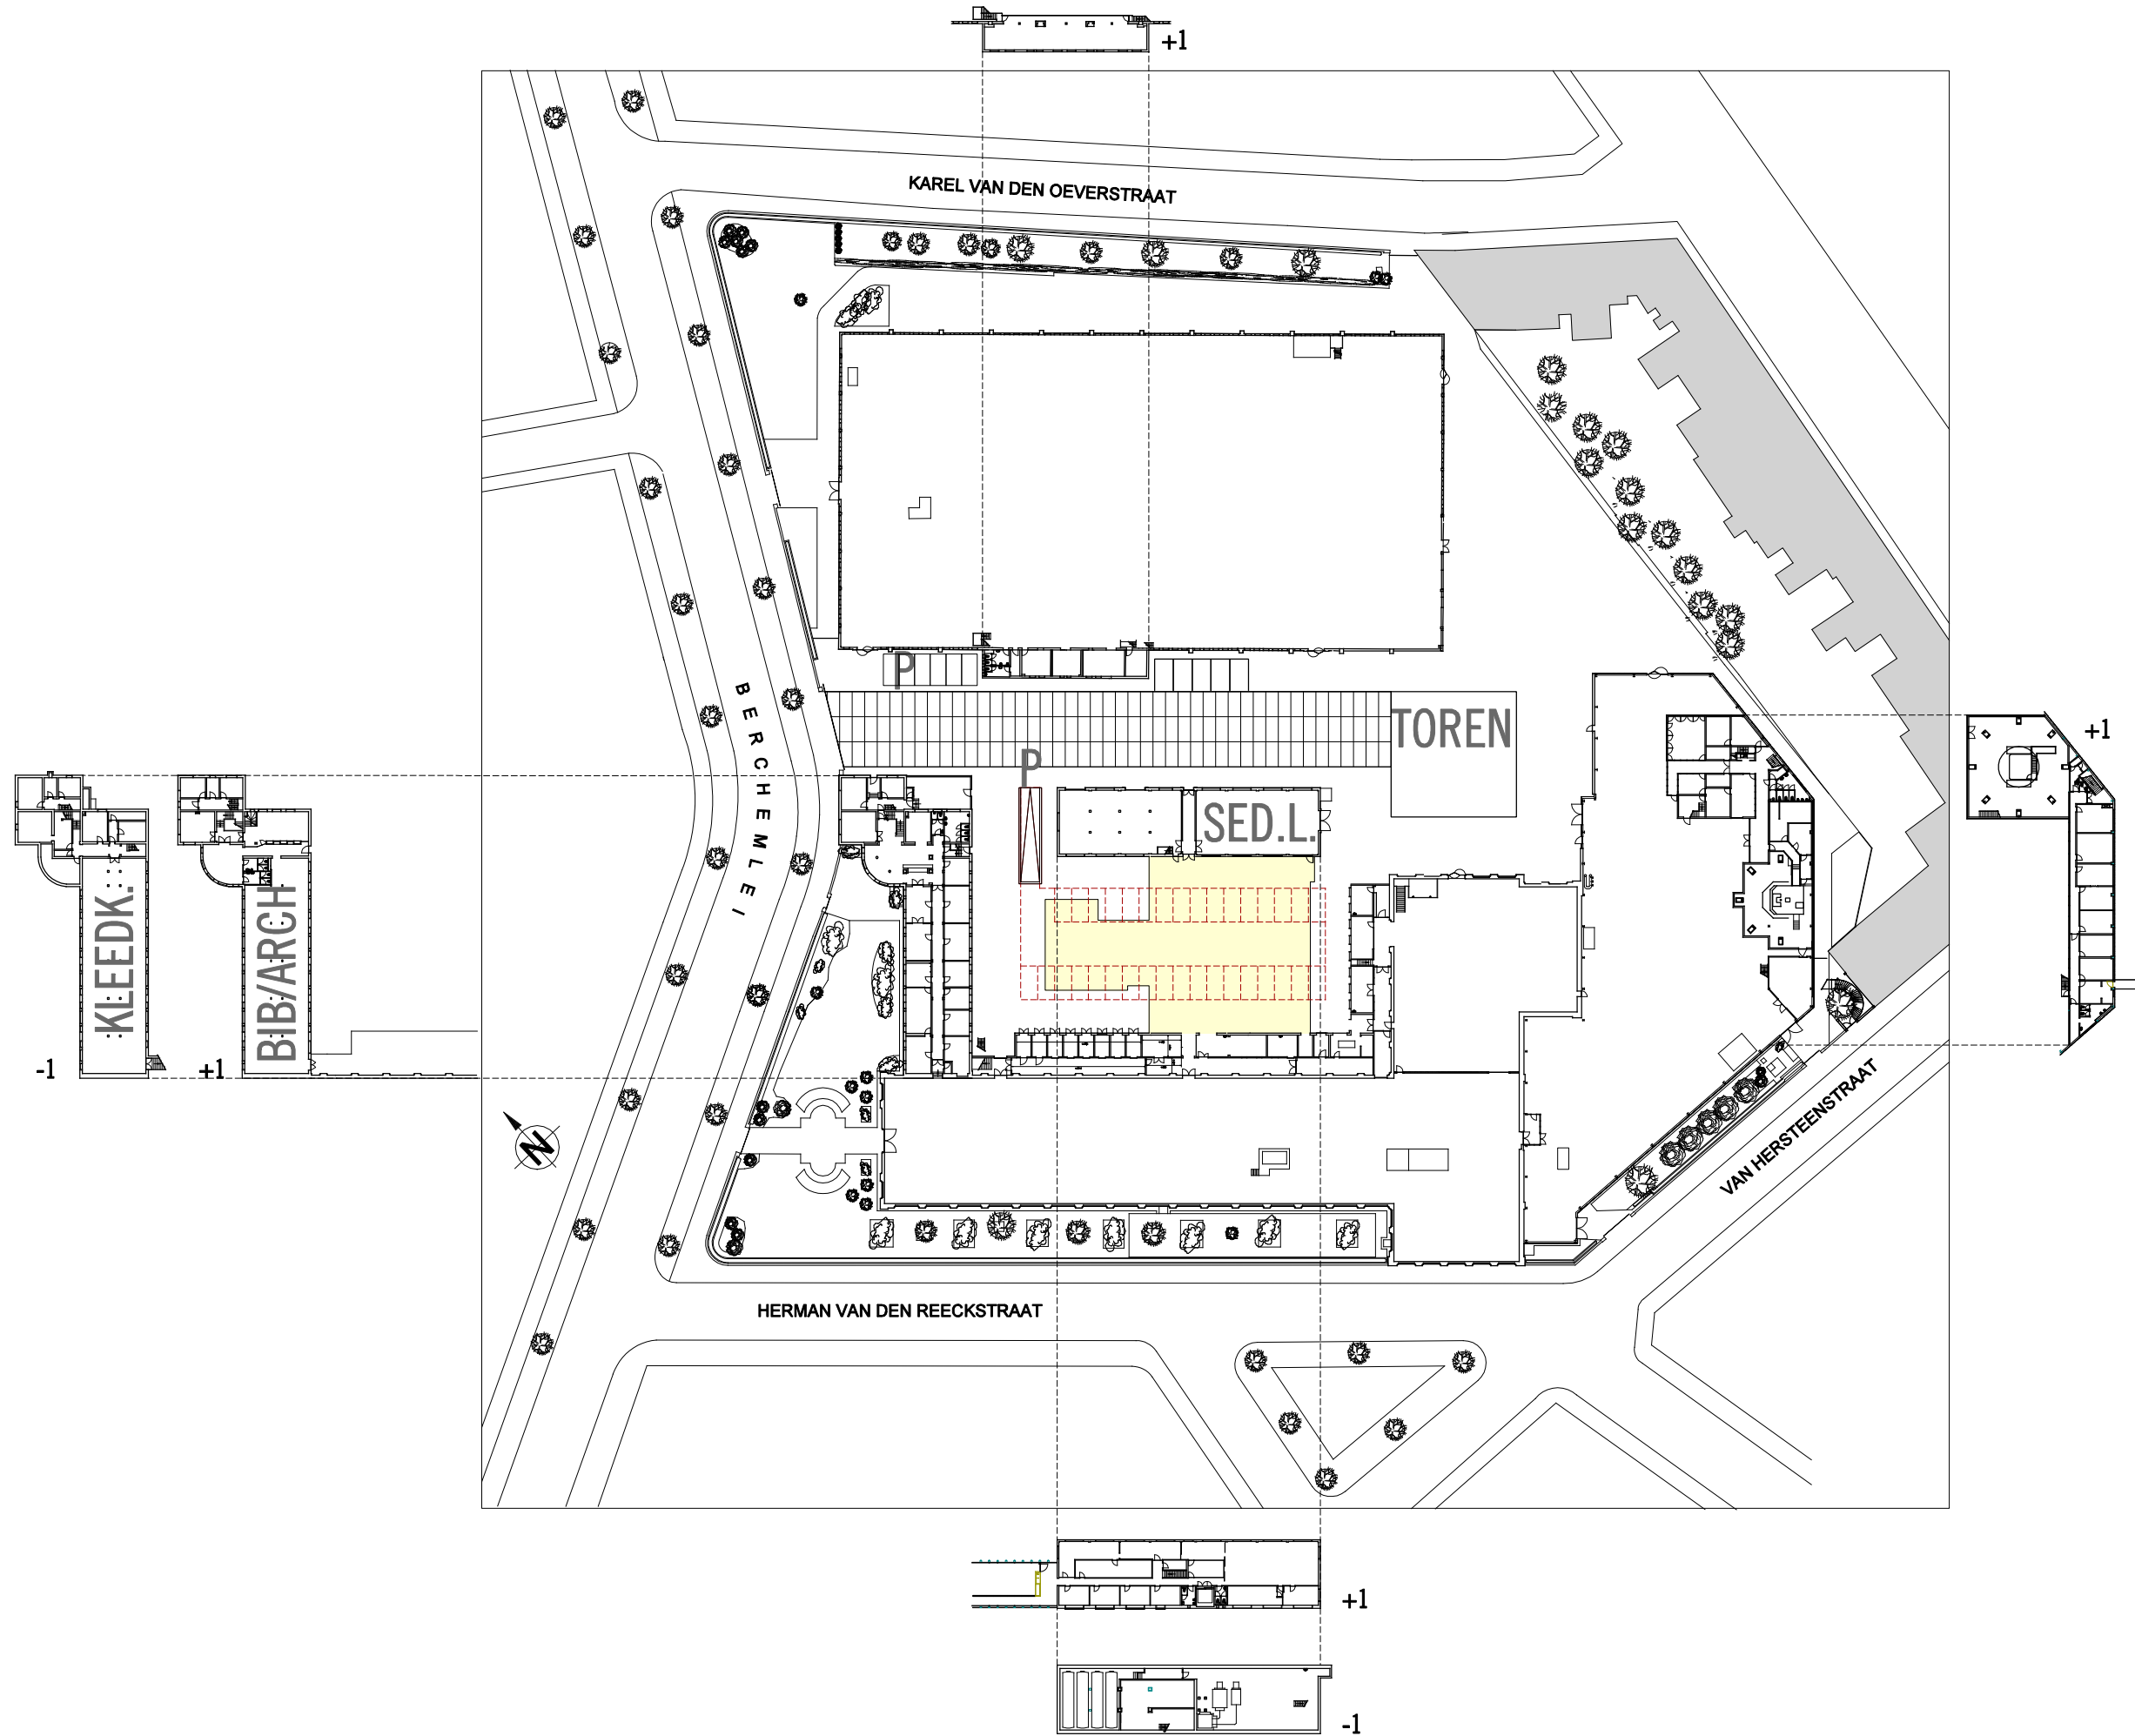 +1
KAREL VAN DEN OEVERSTRAAT
P
BERCHEMLEI
TOREN
+1
P
SED.L.
KLEEDK.
BIB/ARCH
-1
+1
N
VAN HERSTEENSTRAAT
HERMAN VAN DEN REECKSTRAAT
+1
-1